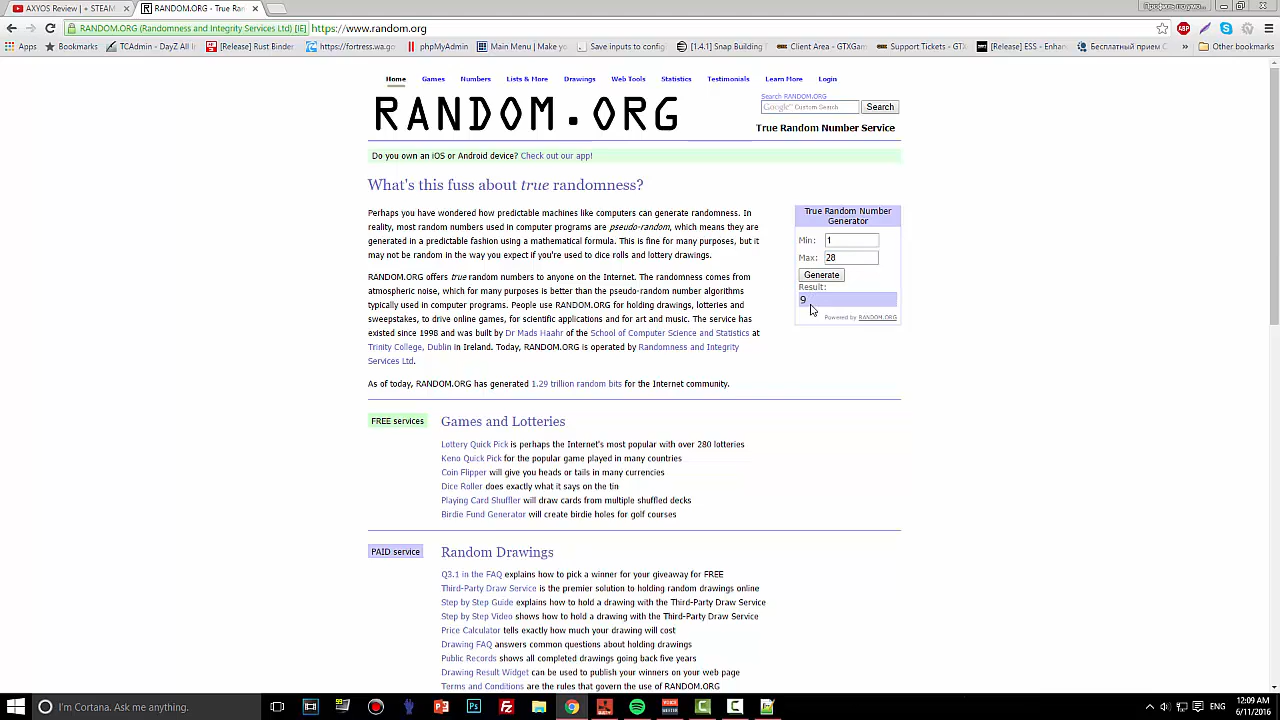 AXYOS Review | + STEAM
RANDOM.ORG - True Ran
RANDOM.ORG (Randomness and Integrity Services Ltd) [IE]
https://www.random.org
Apps
Bookmarks
TCAdmin - DayZ All I
[Release] Rust Binder
https://fortress.wa.go
phpMyAdmin
Main Menu | Make yo
Save inputs to config
[1.4.1] Snap Building
Client Area - GTXGam
Support Tickets - GTX
[Release] ESS - Enhan
Бесплатный прием С
»
Other bookmarks
Home
Games
Numbers
Lists & More
Drawings
Web Tools
Statistics
Testimonials
Learn More
Login
RANDOM.ORG
Search RANDOM.ORG
Google™ Custom Search
Search
True Random Number Service
Do you own an iOS or Android device? Check out our app!
What's this fuss about true randomness?
Perhaps you have wondered how predictable machines like computers can generate randomness. In
reality, most random numbers used in computer programs are pseudo-random, which means they are
generated in a predictable fashion using a mathematical formula. This is fine for many purposes, but it
may not be random in the way you expect if you're used to dice rolls and lottery drawings.
RANDOM.ORG offers true random numbers to anyone on the Internet. The randomness comes from
atmospheric noise, which for many purposes is better than the pseudo-random number algorithms
typically used in computer programs. People use RANDOM.ORG for holding drawings, lotteries and
sweepstakes, to drive online games, for scientific applications and for art and music. The service has
existed since 1998 and was built by Dr Mads Haahr of the School of Computer Science and Statistics at
Trinity College, Dublin in Ireland. Today, RANDOM.ORG is operated by Randomness and Integrity
Services Ltd.
As of today, RANDOM.ORG has generated 1.29 trillion random bits for the Internet community.
True Random Number
Generator
Min: 1
Max: 28
Generate
Result:
9
Powered by RANDOM.ORG
FREE services
Games and Lotteries
Lottery Quick Pick is perhaps the Internet's most popular with over 280 lotteries
Keno Quick Pick for the popular game played in many countries
Coin Flipper will give you heads or tails in many currencies
Dice Roller does exactly what it says on the tin
Playing Card Shuffler will draw cards from multiple shuffled decks
Birdie Fund Generator will create birdie holes for golf courses
PAID service
Random Drawings
Q3.1 in the FAQ explains how to pick a winner for your giveaway for FREE
Third-Party Draw Service is the premier solution to holding random drawings online
Step by Step Guide explains how to hold a drawing with the Third-Party Draw Service
Step by Step Video shows how to hold a drawing with the Third-Party Draw Service
Price Calculator tells exactly how much your drawing will cost
Drawing FAQ answers common questions about holding drawings
Public Records shows all completed drawings going back five years
Drawing Result Widget can be used to publish your winners on your web page
Terms and Conditions are the rules that govern the use of RANDOM.ORG
I'm Cortana. Ask me anything.
ENG
12:09 AM
6/11/2016